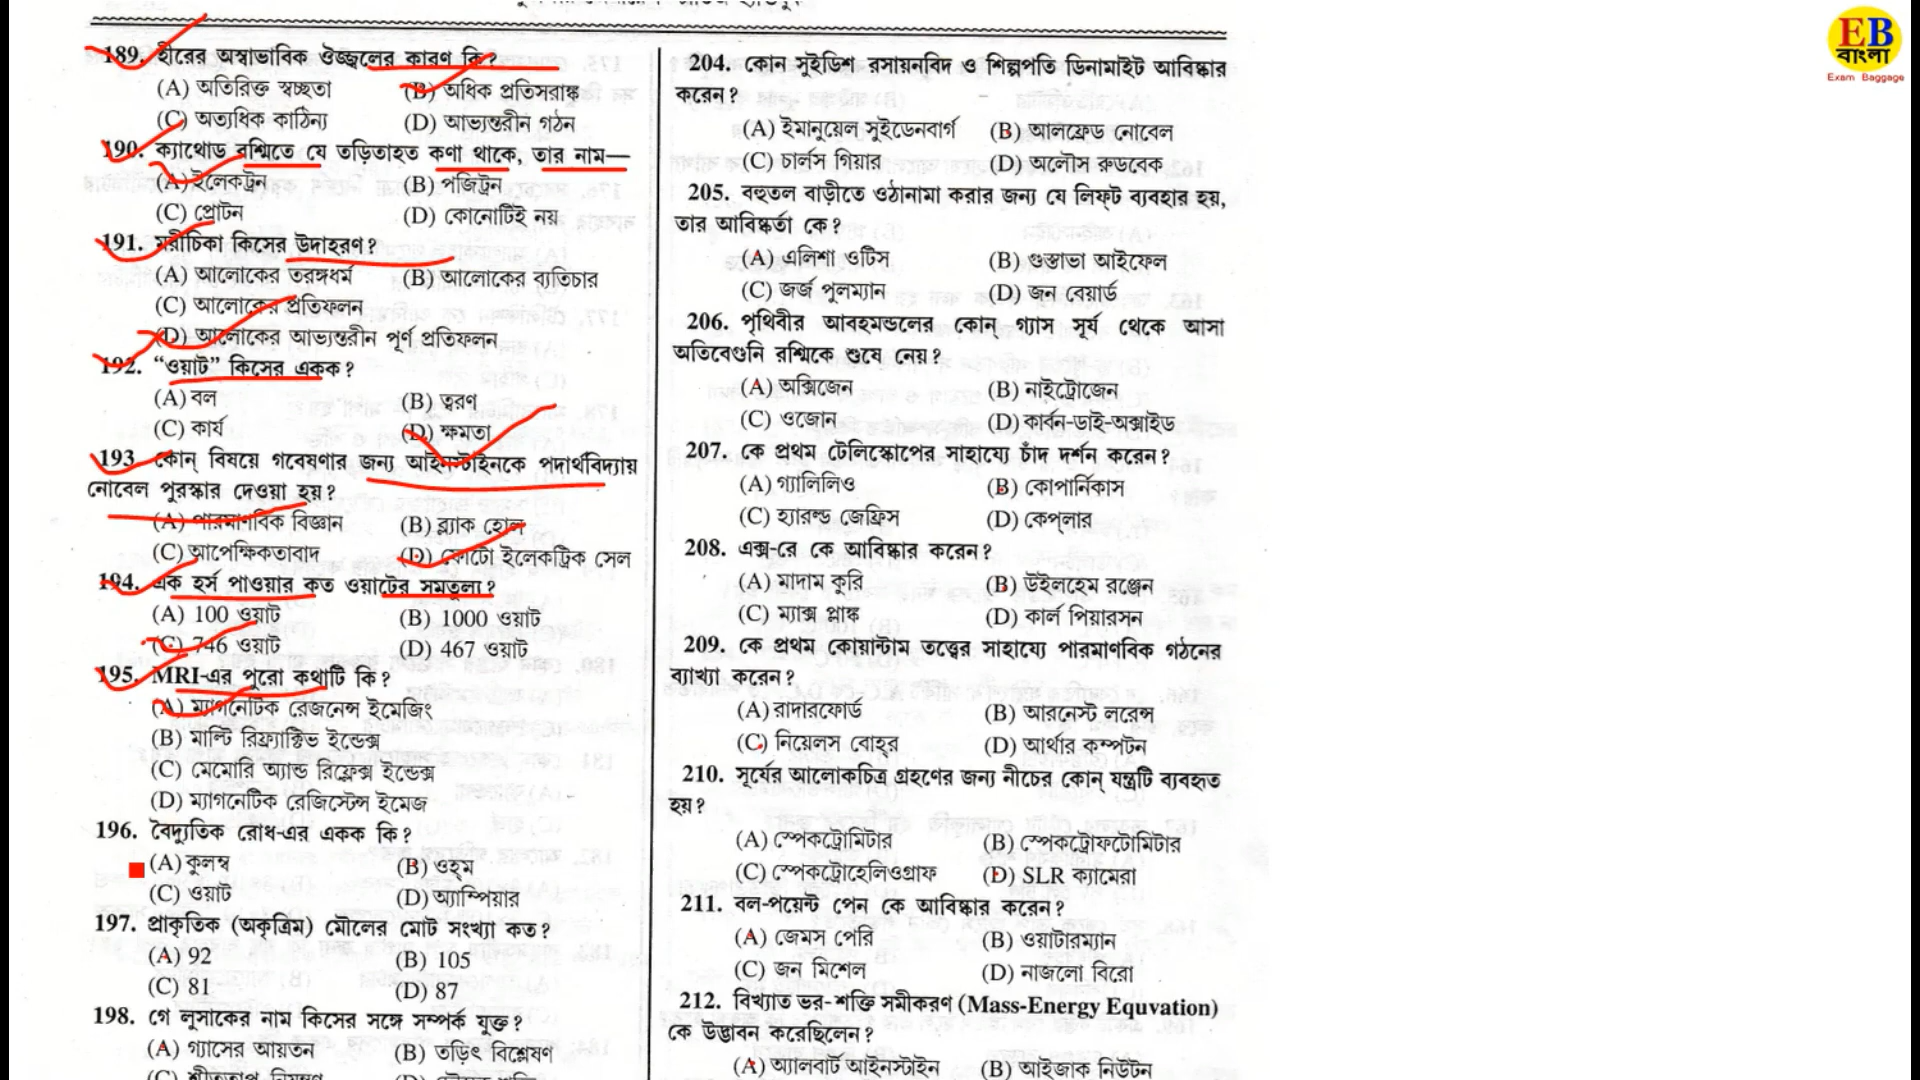 189. হীরের অস্বাভাবিক ঔজ্জ্বলের কারণ কি?
(A) অতিরিক্ত স্বচ্ছতা (B) অধিক প্রতিসরাঙ্ক
(C) অত্যধিক কাঠিন্য (D) আভ্যন্তরীন গঠন
190. ক্যাথোড রশ্মিতে যে তড়িতাহত কণা থাকে, তার নাম—
(A) ইলেকট্রন (B) পজিট্রন
(C) প্রোটন (D) কোনোটিই নয়
191. মরীচিকা কিসের উদাহরণ?
(A) আলোকের তরঙ্গধর্ম (B) আলোকের ব্যতিচার
(C) আলোকের প্রতিফলন
(D) আলোকের আভ্যন্তরীন পূর্ণ প্রতিফলন
192. “ওয়াট” কিসের একক?
(A) বল (B) ত্বরণ
(C) কার্য (D) ক্ষমতা
193. কোন্ বিষয়ে গবেষণার জন্য আইনস্টাইনকে পদার্থবিদ্যায়
নোবেল পুরস্কার দেওয়া হয়?
(A) পারমাণবিক বিজ্ঞান (B) ব্ল্যাক হোল
(C) আপেক্ষিকতাবাদ (D) ফোটো ইলেকট্রিক সেল
194. এক হর্স পাওয়ার কত ওয়াটের সমতুল্য?
(A) 100 ওয়াট (B) 1000 ওয়াট
(C) 746 ওয়াট (D) 467 ওয়াট
195. MRI-এর পুরো কথাটি কি?
(A) ম্যাগনেটিক রেজনেন্স ইমেজিং
(B) মাল্টি রিফ্র্যাক্টিভ ইন্ডেক্স
(C) মেমোরি অ্যান্ড রিফ্লেক্স ইন্ডেক্স
(D) ম্যাগনেটিক রেজিস্টেন্স ইমেজ
196. বৈদ্যুতিক রোধ-এর একক কি?
(A) কুলম্ব (B) ওহ্‌ম
(C) ওয়াট (D) অ্যাম্পিয়ার
197. প্রাকৃতিক (অকৃত্রিম) মৌলের মোট সংখ্যা কত?
(A) 92 (B) 105
(C) 81 (D) 87
198. গে লুসাকের নাম কিসের সঙ্গে সম্পর্ক যুক্ত?
(A) গ্যাসের আয়তন (B) তড়িৎ বিশ্লেষণ
204. কোন সুইডিশ রসায়নবিদ ও শিল্পপতি ডিনামাইট আবিষ্কার
করেন?
(A) ইমানুয়েল সুইডেনবার্গ (B) আলফ্রেড নোবেল
(C) চার্লস গিয়ার (D) অলৌস রুডবেক
205. বহুতল বাড়ীতে ওঠানামা করার জন্য যে লিফ্‌ট ব্যবহার হয়,
তার আবিষ্কর্তা কে?
(A) এলিশা ওটিস (B) গুস্তাভা আইফেল
(C) জর্জ পুলম্যান (D) জন বেয়ার্ড
206. পৃথিবীর আবহমন্ডলের কোন্ গ্যাস সূর্য থেকে আসা
অতিবেগুনি রশ্মিকে শুষে নেয়?
(A) অক্সিজেন (B) নাইট্রোজেন
(C) ওজোন (D) কার্বন-ডাই-অক্সাইড
207. কে প্রথম টেলিস্কোপের সাহায্যে চাঁদ দর্শন করেন?
(A) গ্যালিলিও (B) কোপার্নিকাস
(C) হ্যারল্ড জেফ্রিস (D) কেপ্‌লার
208. এক্স-রে কে আবিষ্কার করেন?
(A) মাদাম কুরি (B) উইলহেম রঞ্জেন
(C) ম্যাক্স প্লাঙ্ক (D) কার্ল পিয়ারসন
209. কে প্রথম কোয়ান্টাম তত্ত্বের সাহায্যে পারমাণবিক গঠনের
ব্যাখ্যা করেন?
(A) রাদারফোর্ড (B) আরনেস্ট লরেন্স
(C) নিয়েলস বোহ্‌র (D) আর্থার কম্পটন
210. সূর্যের আলোকচিত্র গ্রহণের জন্য নীচের কোন্ যন্ত্রটি ব্যবহৃত
হয়?
(A) স্পেকট্রোমিটার (B) স্পেকট্রোফটোমিটার
(C) স্পেকট্রোহেলিওগ্রাফ (D) SLR ক্যামেরা
211. বল-পয়েন্ট পেন কে আবিষ্কার করেন?
(A) জেমস পেরি (B) ওয়াটারম্যান
(C) জন মিশেল (D) নাজলো বিরো
212. বিখ্যাত ভর-শক্তি সমীকরণ (Mass-Energy Equvation)
কে উদ্ভাবন করেছিলেন?
(A) অ্যালবার্ট আইনস্টাইন (B) আইজাক নিউটন
EB
বাংলা
Exam Baggage